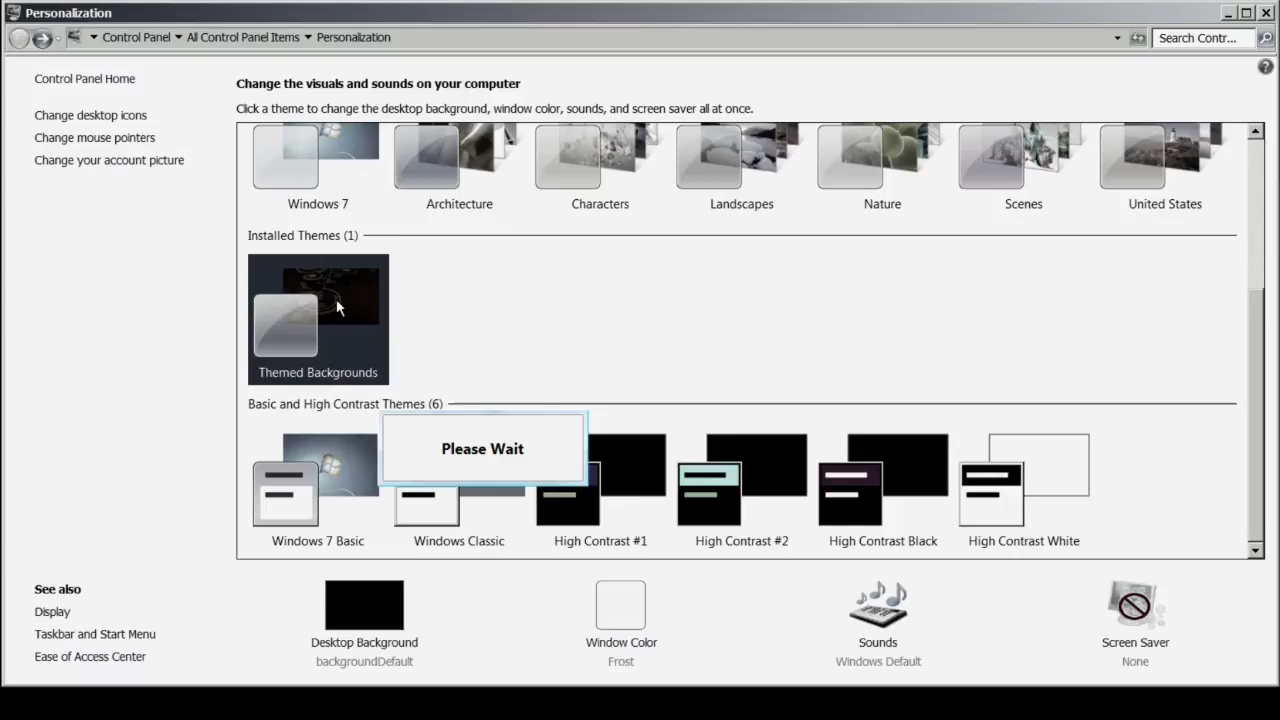 Personalization
Control Panel All Control Panel Items Personalization Search Contr...
Control Panel Home
Change desktop icons
Change mouse pointers
Change your account picture
Change the visuals and sounds on your computer
Click a theme to change the desktop background, window color, sounds, and screen saver all at once.
Windows 7 Architecture Characters Landscapes Nature Scenes United States
Installed Themes (1)
Themed Backgrounds
Basic and High Contrast Themes (6)
Please Wait
Windows 7 Basic Windows Classic High Contrast #1 High Contrast #2 High Contrast Black High Contrast White
See also
Display
Taskbar and Start Menu
Ease of Access Center
Desktop Background Window Color Sounds Screen Saver
backgroundDefault Frost Windows Default None